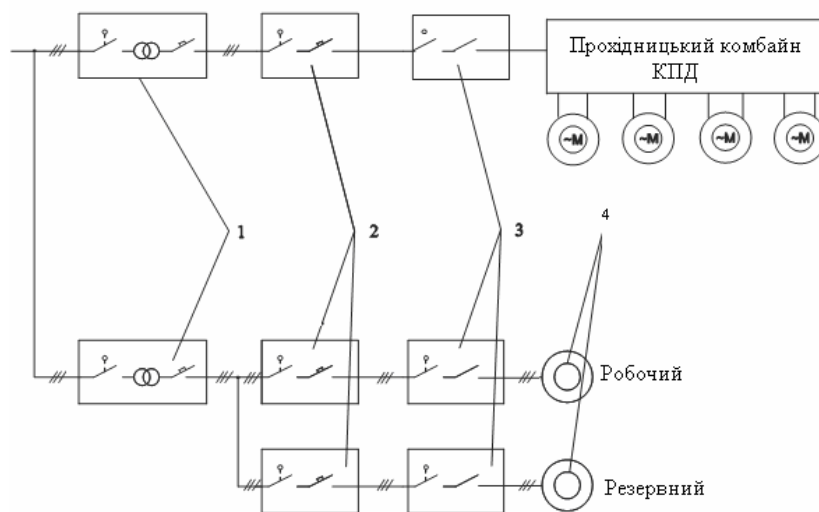 Прохідницький комбайн
КПД
~М ~М ~М ~М
4
1 2 3
Робочий
Резервний